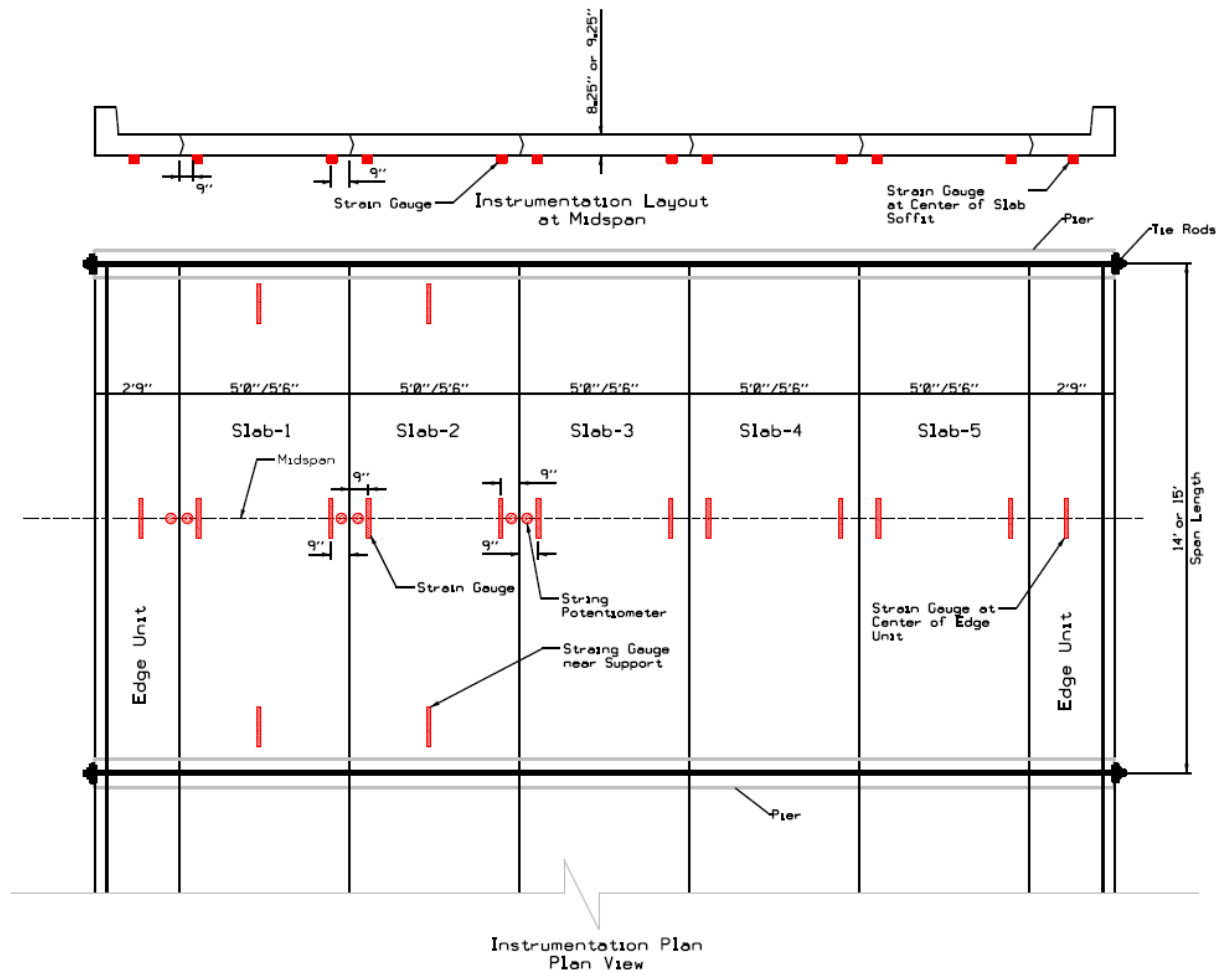 8.25" or 9.25"
9"
9"
Strain Gauge
Instrumentation Layout
at Midspan
Strain Gauge
at Center of Slab
Soffit
Pier
Tie Rods
2'9"
5'0"/5'6"
5'0"/5'6"
5'0"/5'6"
5'0"/5'6"
5'0"/5'6"
2'9"
Slab-1
Slab-2
Slab-3
Slab-4
Slab-5
Midspan
9"
9"
9"
9"
14' or 15'
Span Length
Strain Gauge
String
Potentiometer
Strain Gauge at
Center of Edge
Unit
Edge Unit
Straing Gauge
near Support
Edge Unit
Pier
Instrumentation Plan
Plan View